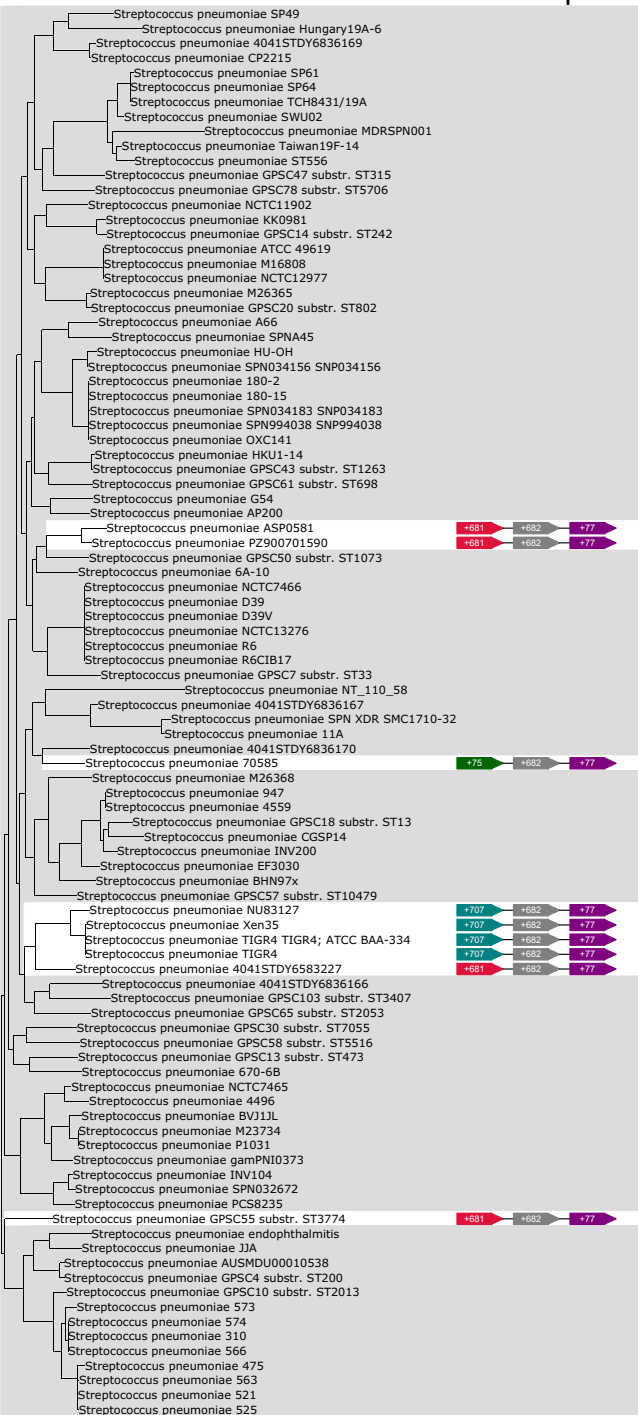 Streptococcus pneumoniae SP49
Streptococcus pneumoniae Hungary19A-6
Streptococcus pneumoniae 4041STDY6836169
Streptococcus pneumoniae CP2215
Streptococcus pneumoniae SP61
Streptococcus pneumoniae SP64
Streptococcus pneumoniae TCH8431/19A
Streptococcus pneumoniae SWU02
Streptococcus pneumoniae MDRSPN001
Streptococcus pneumoniae Taiwan19F-14
Streptococcus pneumoniae ST556
Streptococcus pneumoniae GPSC47 substr. ST315
Streptococcus pneumoniae GPSC78 substr. ST5706
Streptococcus pneumoniae NCTC11902
Streptococcus pneumoniae KK0981
Streptococcus pneumoniae GPSC14 substr. ST242
Streptococcus pneumoniae ATCC 49619
Streptococcus pneumoniae M16808
Streptococcus pneumoniae NCTC12977
Streptococcus pneumoniae M26365
Streptococcus pneumoniae GPSC20 substr. ST802
Streptococcus pneumoniae A66
Streptococcus pneumoniae SPNA45
Streptococcus pneumoniae HU-OH
Streptococcus pneumoniae SPN034156 SNP034156
Streptococcus pneumoniae 180-2
Streptococcus pneumoniae 180-15
Streptococcus pneumoniae SPN034183 SNP034183
Streptococcus pneumoniae SPN994038 SNP994038
Streptococcus pneumoniae OXC141
Streptococcus pneumoniae HKU1-14
Streptococcus pneumoniae GPSC43 substr. ST1263
Streptococcus pneumoniae GPSC61 substr. ST698
Streptococcus pneumoniae G54
Streptococcus pneumoniae AP200
Streptococcus pneumoniae ASP0581 +681 +682 +77
Streptococcus pneumoniae PZ900701590 +681 +682 +77
Streptococcus pneumoniae GPSC50 substr. ST1073
Streptococcus pneumoniae 6A-10
Streptococcus pneumoniae NCTC7466
Streptococcus pneumoniae D39
Streptococcus pneumoniae D39V
Streptococcus pneumoniae NCTC13276
Streptococcus pneumoniae R6
Streptococcus pneumoniae R6CIB17
Streptococcus pneumoniae GPSC7 substr. ST33
Streptococcus pneumoniae NT_110_58
Streptococcus pneumoniae 4041STDY6836167
Streptococcus pneumoniae SPN XDR SMC1710-32
Streptococcus pneumoniae 11A
Streptococcus pneumoniae 4041STDY6836170
Streptococcus pneumoniae 70585 +75 +682 +77
Streptococcus pneumoniae M26368
Streptococcus pneumoniae 947
Streptococcus pneumoniae 4559
Streptococcus pneumoniae GPSC18 substr. ST13
Streptococcus pneumoniae CGSP14
Streptococcus pneumoniae INV200
Streptococcus pneumoniae EF3030
Streptococcus pneumoniae BHN97x
Streptococcus pneumoniae GPSC57 substr. ST10479
Streptococcus pneumoniae NU83127 +707 +682 +77
Streptococcus pneumoniae Xen35 +707 +682 +77
Streptococcus pneumoniae TIGR4 TIGR4; ATCC BAA-334 +707 +682 +77
Streptococcus pneumoniae TIGR4 +707 +682 +77
Streptococcus pneumoniae 4041STDY6583227 +681 +682 +77
Streptococcus pneumoniae 4041STDY6836166
Streptococcus pneumoniae GPSC103 substr. ST3407
Streptococcus pneumoniae GPSC65 substr. ST2053
Streptococcus pneumoniae GPSC30 substr. ST7055
Streptococcus pneumoniae GPSC58 substr. ST5516
Streptococcus pneumoniae GPSC13 substr. ST473
Streptococcus pneumoniae 670-6B
Streptococcus pneumoniae NCTC7465
Streptococcus pneumoniae 4496
Streptococcus pneumoniae BVJ1JL
Streptococcus pneumoniae M23734
Streptococcus pneumoniae P1031
Streptococcus pneumoniae gamPNI0373
Streptococcus pneumoniae INV104
Streptococcus pneumoniae SPN032672
Streptococcus pneumoniae PCS8235
Streptococcus pneumoniae GPSC55 substr. ST3774 +681 +682 +77
Streptococcus pneumoniae endophthalmitis
Streptococcus pneumoniae JJA
Streptococcus pneumoniae AUSMDU00010538
Streptococcus pneumoniae GPSC4 substr. ST200
Streptococcus pneumoniae GPSC10 substr. ST2013
Streptococcus pneumoniae 573
Streptococcus pneumoniae 574
Streptococcus pneumoniae 310
Streptococcus pneumoniae 566
Streptococcus pneumoniae 475
Streptococcus pneumoniae 563
Streptococcus pneumoniae 521
Streptococcus pneumoniae 525